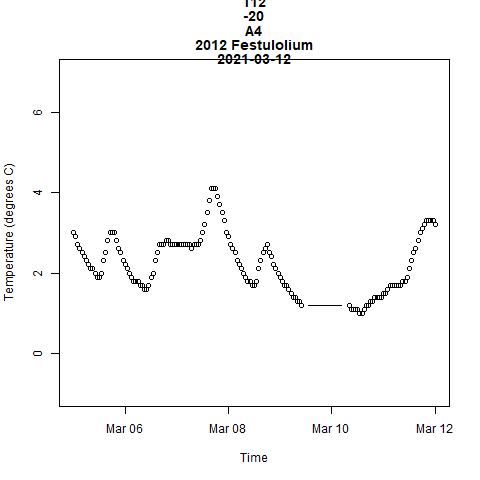 T12
-20
A4
2012 Festulolium
2021-03-12
Temperature (degrees C)
6
4
2
0
Mar 06
Mar 08
Mar 10
Mar 12
Time